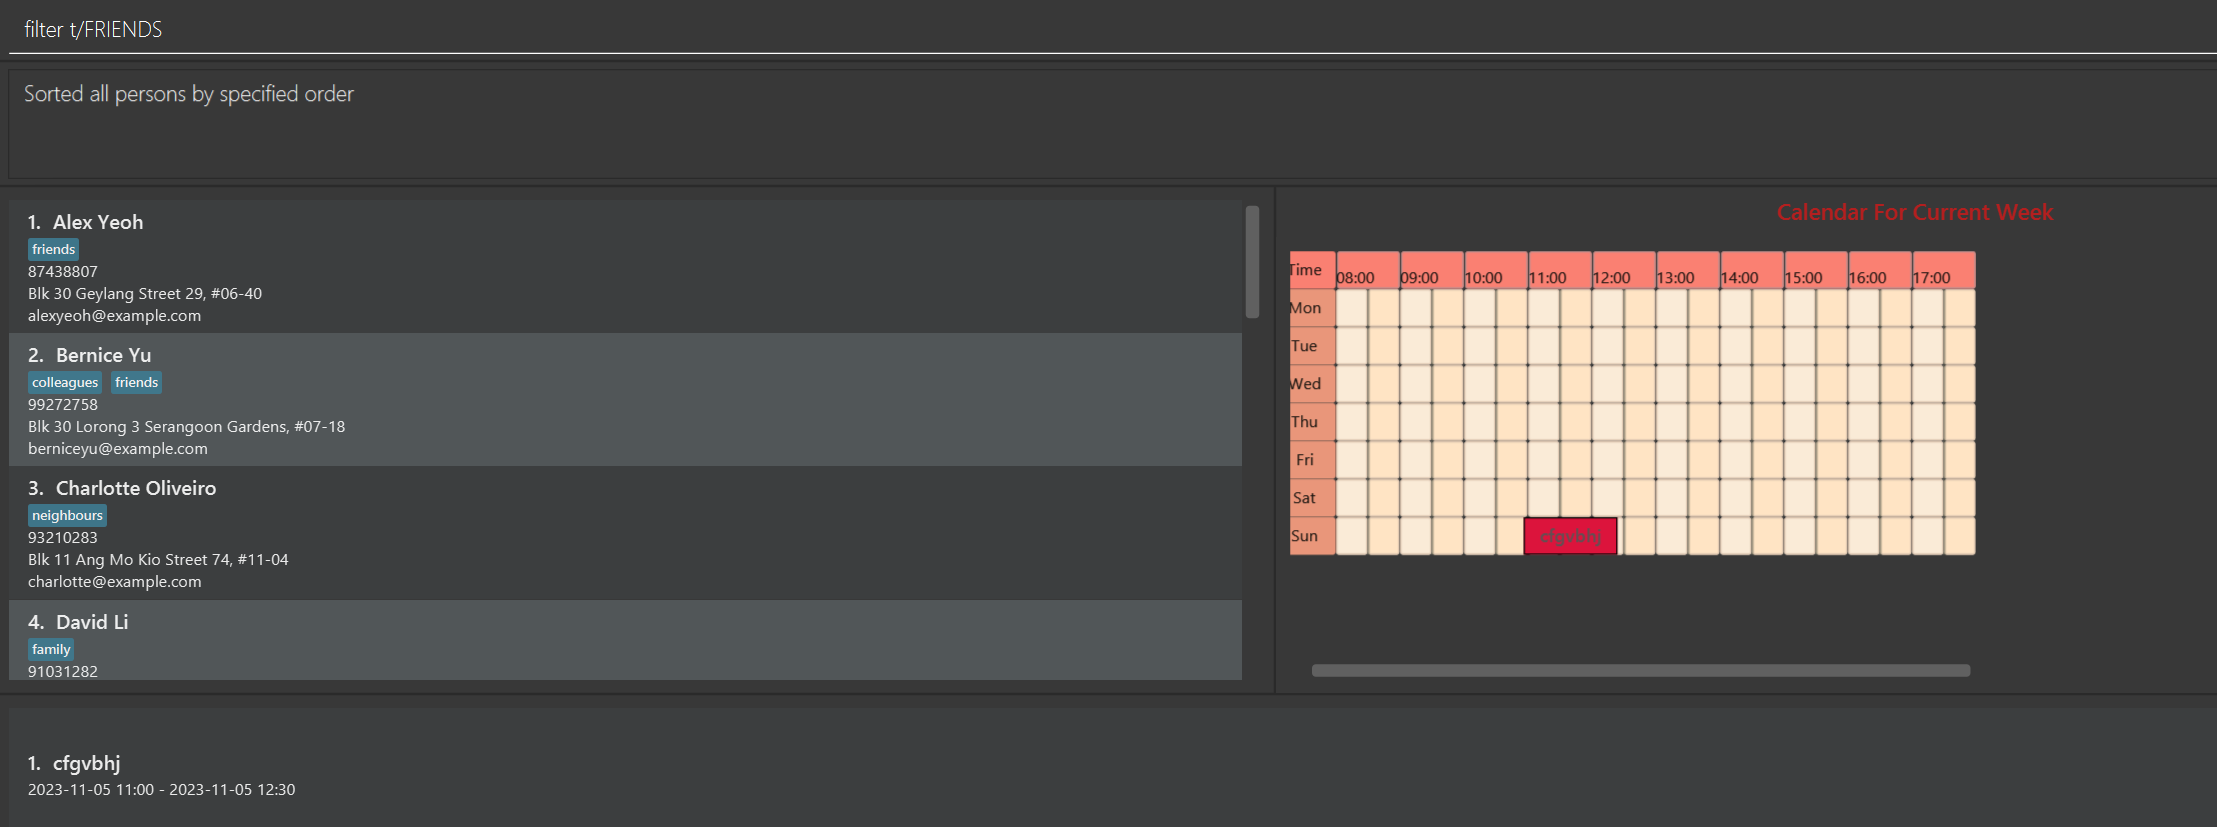 filter t/FRIENDS
Sorted all persons by specified order
1. Alex Yeoh
friends
87438807
Blk 30 Geylang Street 29, #06-40
alexyeoh@example.com
2. Bernice Yu
colleagues friends
99272758
Blk 30 Lorong 3 Serangoon Gardens, #07-18
berniceyu@example.com
3. Charlotte Oliveiro
neighbours
93210283
Blk 11 Ang Mo Kio Street 74, #11-04
charlotte@example.com
4. David Li
family
91031282
Calendar For Current Week
Time 08:00 09:00 10:00 11:00 12:00 13:00 14:00 15:00 16:00 17:00
Mon
Tue
Wed
Thu
Fri
Sat
Sun cfgvbhj
1. cfgvbhj
2023-11-05 11:00 - 2023-11-05 12:30